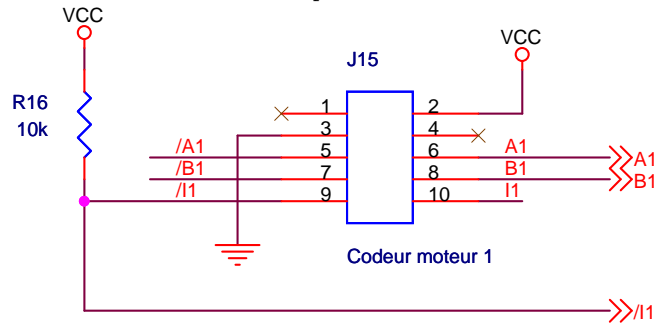 VCC
VCC
J15
R16
10k
1 2
3 4
/A1 5 6 A1 A1
/B1 7 8 B1 B1
/I1 9 10 I1
Codeur moteur 1
/I1